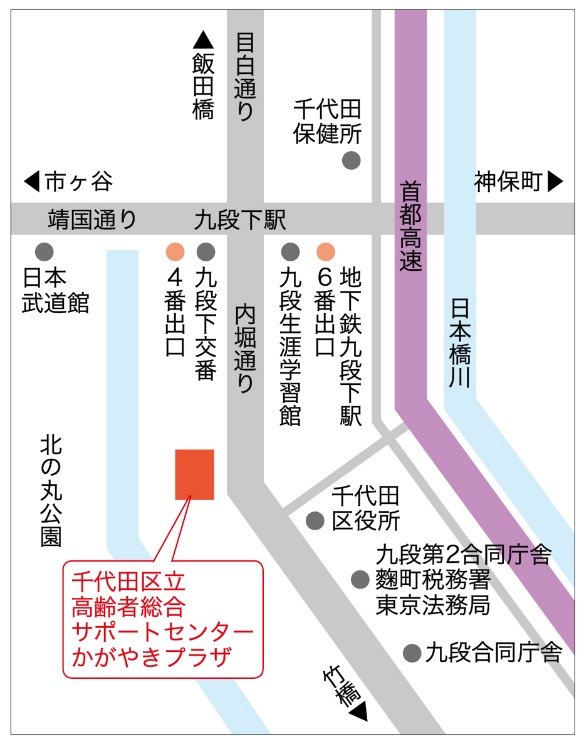 ▲飯田橋
目白通り
千代田
保健所
◀市ヶ谷
神保町▶
靖国通り
九段下駅
首都高速
日本
武道館
4番出口
九段下交番
内堀通り
九段生涯学習館
6番出口
地下鉄九段下駅
日本橋川
北の丸公園
千代田
区役所
九段第2合同庁舎
麴町税務署
東京法務局
千代田区立
高齢者総合
サポートセンター
かがやきプラザ
九段合同庁舎
竹橋▼